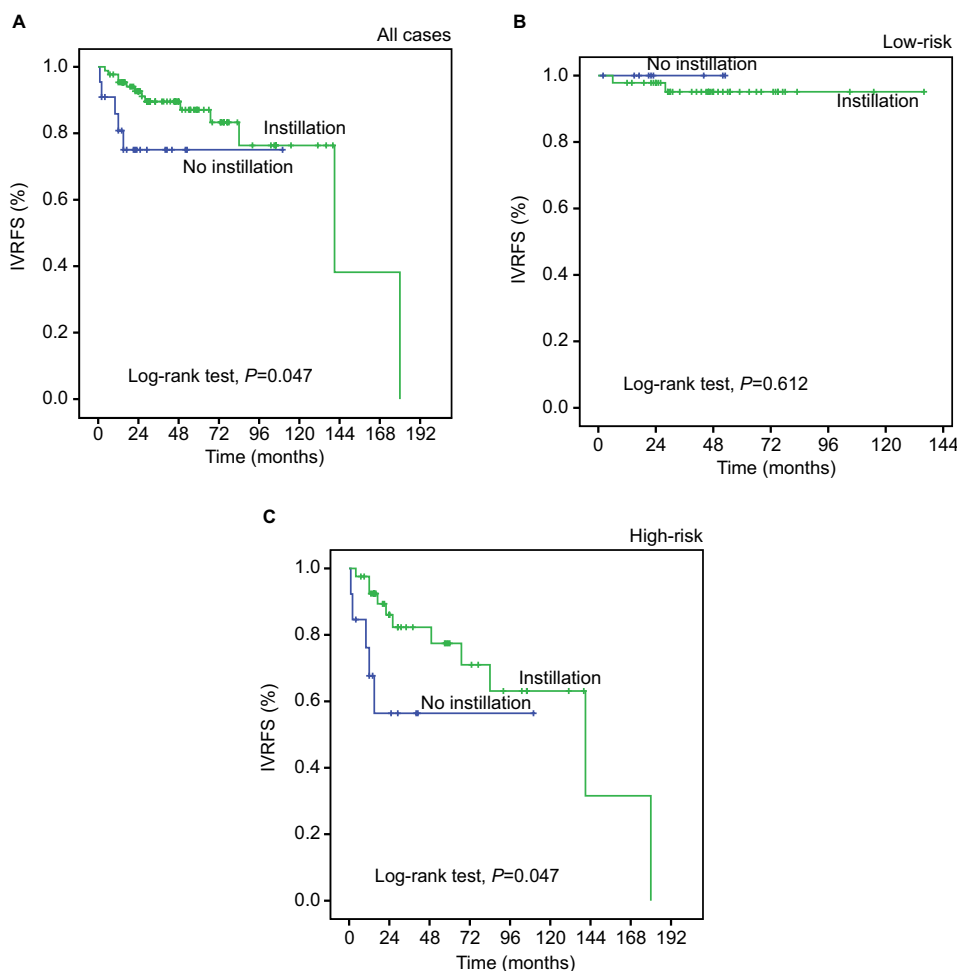 A
All cases
1.0
0.8
0.6
0.4
0.2
0.0
IVRFS (%)
Instillation
No instillation
Log-rank test, P=0.047
0 24 48 72 96 120 144 168 192
Time (months)
B
Low-risk
1.0
0.8
0.6
0.4
0.2
0.0
IVRFS (%)
No instillation
Instillation
Log-rank test, P=0.612
0 24 48 72 96 120 144
Time (months)
C
High-risk
1.0
0.8
0.6
0.4
0.2
0.0
IVRFS (%)
Instillation
No instillation
Log-rank test, P=0.047
0 24 48 72 96 120 144 168 192
Time (months)